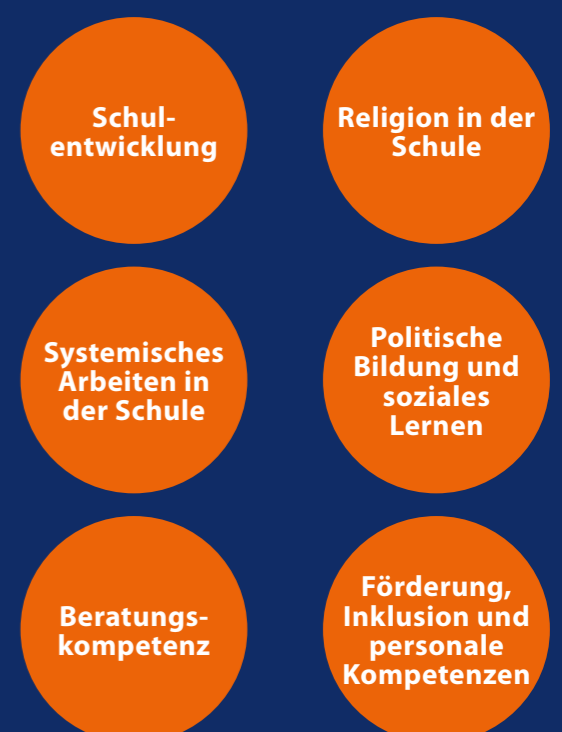 Schul-
entwicklung
Religion in der
Schule
Systemisches
Arbeiten in
der Schule
Politische
Bildung und
soziales
Lernen
Beratungs-
kompetenz
Förderung,
Inklusion und
personale
Kompetenzen